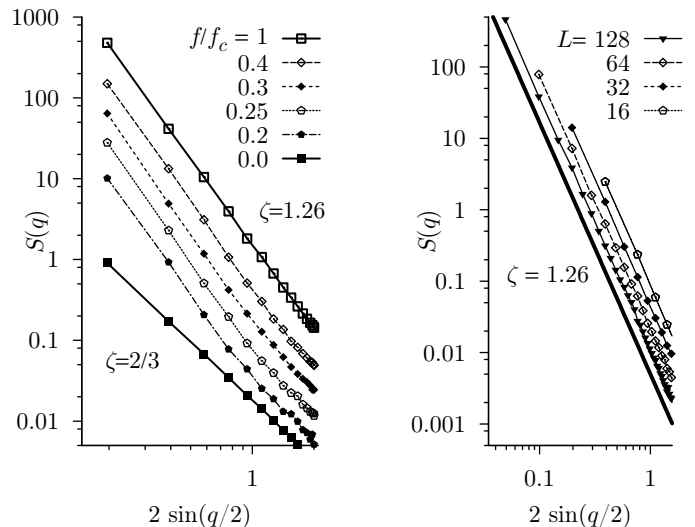 1000
100
10
1
0.1
0.01
S(q)
f/f_c = 1
0.4
0.3
0.25
0.2
0.0
ζ=1.26
ζ=2/3
1
2 sin(q/2)
100
10
1
0.1
0.01
0.001
S(q)
L= 128
64
32
16
ζ = 1.26
0.1
1
2 sin(q/2)